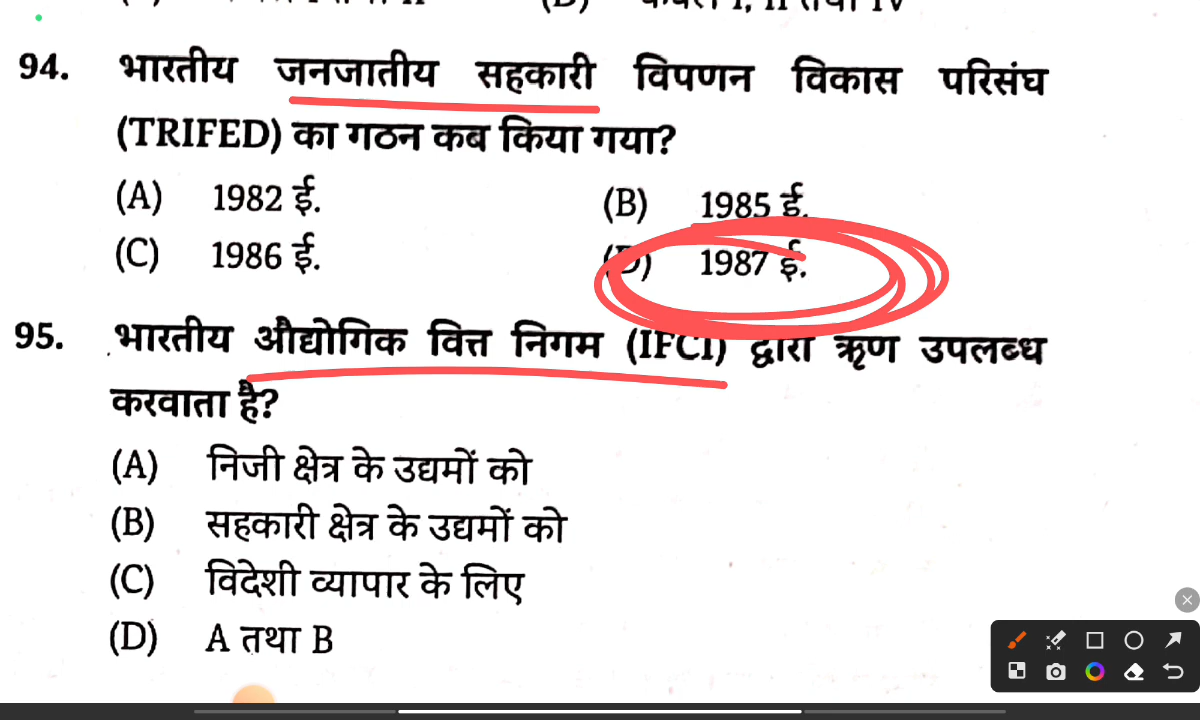 94. भारतीय जनजातीय सहकारी विपणन विकास परिसंघ
(TRIFED) का गठन कब किया गया?
(A) 1982 ई. (B) 1985 ई.
(C) 1986 ई. (D) 1987 ई.
95. भारतीय औद्योगिक वित्त निगम (IFCI) द्वारा ऋण उपलब्ध
करवाता है?
(A) निजी क्षेत्र के उद्यमों को
(B) सहकारी क्षेत्र के उद्यमों को
(C) विदेशी व्यापार के लिए
(D) A तथा B